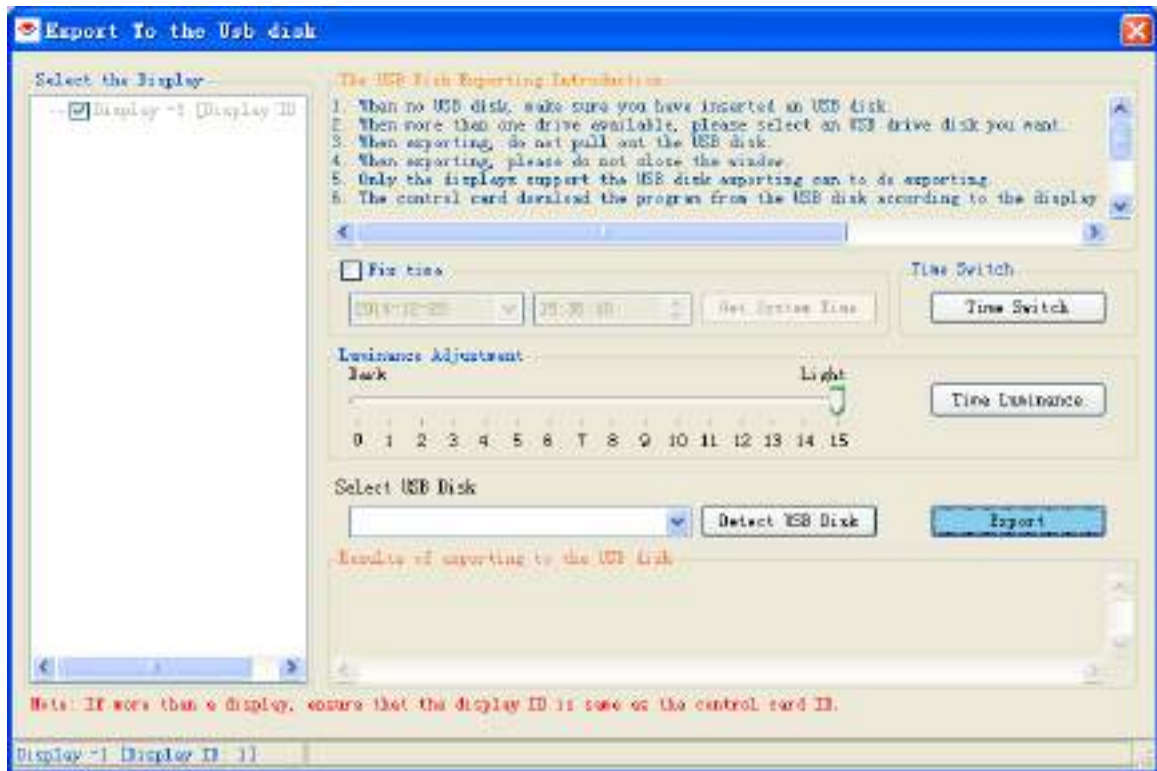 Export To the Usb disk
Select the Display
Display -1 [Display ID
The USB Disk Exporting Introduction
1. When no USB disk, make sure you have inserted an USB disk.
2. When more than one drive available, please select an USB drive disk you want.
3. When exporting, do not pull out the USB disk.
4. When exporting, please do not close the window.
5. Only the displays support the USB disk exporting can to do exporting
6. The control card download the program from the USB disk according to the display
Fix time
Time Switch
Set System Time
Time Switch
Luminance Adjustment
Dark Light
Time Luminance
0 1 2 3 4 5 6 7 8 9 10 11 12 13 14 15
Select USB Disk
Detect USB Disk
Export
Results of exporting to the USB disk
Note: If more than a display, ensure that the display ID is same as the control card ID.
Display -1 [Display ID: 1]